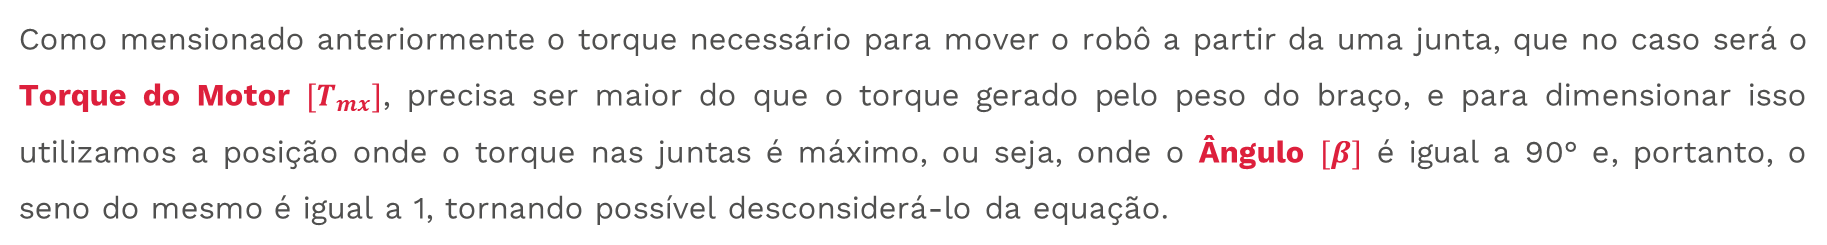 Como mensionado anteriormente o torque necessário para mover o robô a partir da uma junta, que no caso será o
Torque do Motor [Tmx], precisa ser maior do que o torque gerado pelo peso do braço, e para dimensionar isso
utilizamos a posição onde o torque nas juntas é máximo, ou seja, onde o Ângulo [β] é igual a 90° e, portanto, o
seno do mesmo é igual a 1, tornando possível desconsiderá-lo da equação.